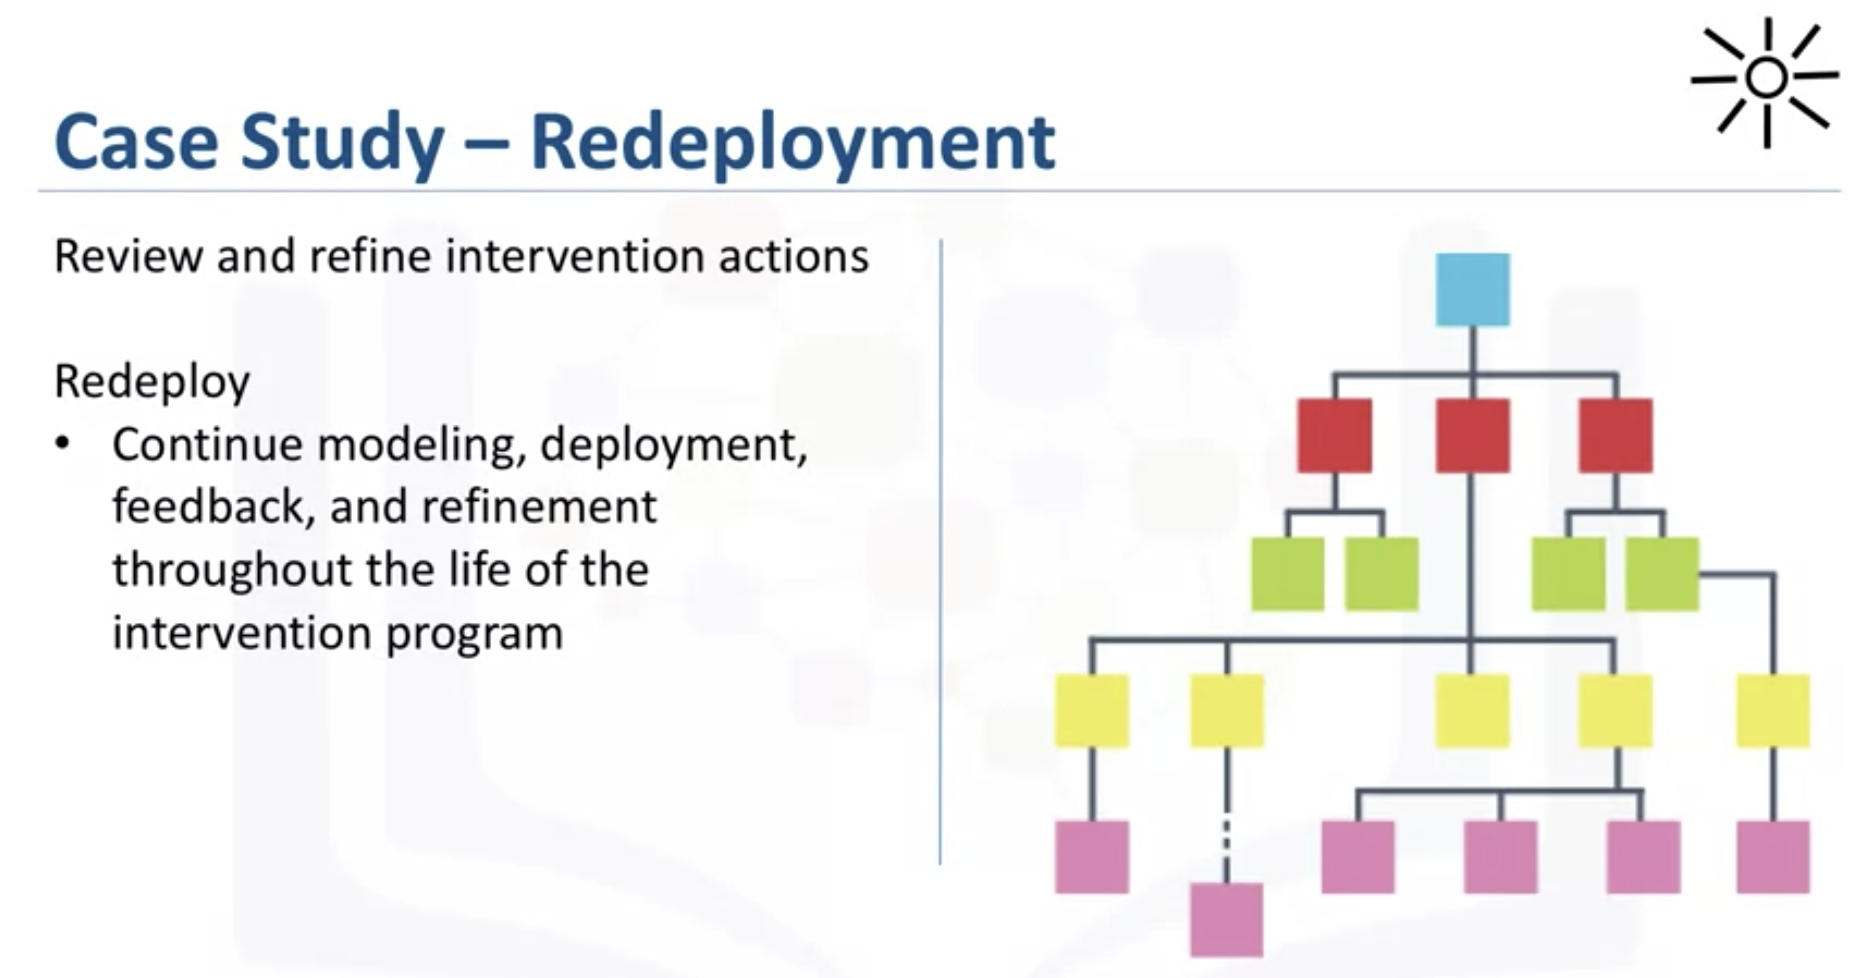 Case Study – Redeployment
Review and refine intervention actions
Redeploy
• Continue modeling, deployment,
feedback, and refinement
throughout the life of the
intervention program